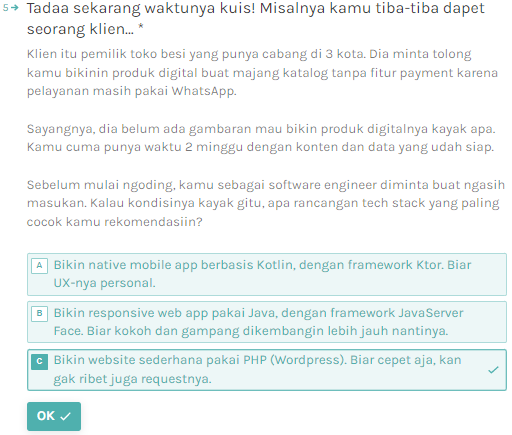 5→ Tadaa sekarang waktunya kuis! Misalnya kamu tiba-tiba dapet
seorang klien... *
Klien itu pemilik toko besi yang punya cabang di 3 kota. Dia minta tolong
kamu bikinin produk digital buat majang katalog tanpa fitur payment karena
pelayanan masih pakai WhatsApp.
Sayangnya, dia belum ada gambaran mau bikin produk digitalnya kayak apa.
Kamu cuma punya waktu 2 minggu dengan konten dan data yang udah siap.
Sebelum mulai ngoding, kamu sebagai software engineer diminta buat ngasih
masukan. Kalau kondisinya kayak gitu, apa rancangan tech stack yang paling
cocok kamu rekomendasiin?
A Bikin native mobile app berbasis Kotlin, dengan framework Ktor. Biar
UX-nya personal.
B Bikin responsive web app pakai Java, dengan framework JavaServer
Face. Biar kokoh dan gampang dikembangin lebih jauh nantinya.
C Bikin website sederhana pakai PHP (Wordpress). Biar cepet aja, kan
gak ribet juga requestnya.
OK